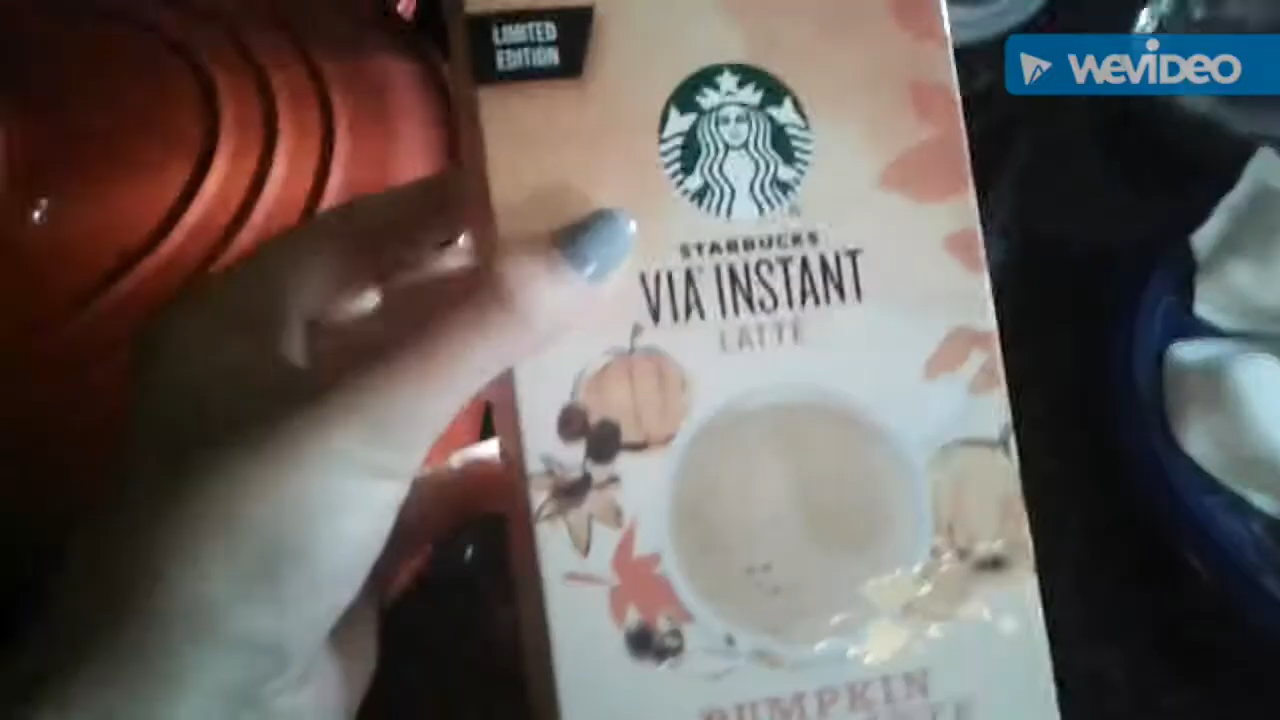 LIMITED
EDITION
WEVIDEO
STARBUCKS
VIA INSTANT
LATTE
PUMPKIN